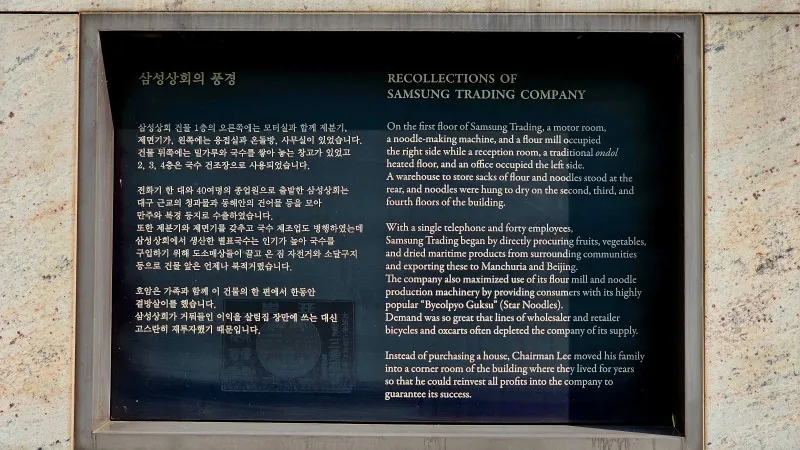 삼성상회의 풍경
삼성상회 건물 1층의 오른쪽에는 모터실과 함께 제분기,
제면기가, 왼쪽에는 응접실과 온돌방, 사무실이 있었습니다.
건물 뒤쪽에는 밀가루와 국수를 쌓아 놓는 창고가 있었고
2, 3, 4층은 국수 건조장으로 사용되었습니다.
전화기 한 대와 40여명의 종업원으로 출발한 삼성상회는
대구 근교의 청과물과 동해안의 건어물 등을 모아
만주와 북경 등지로 수출하였습니다.
또한 제분기와 제면기를 갖추고 국수 제조업도 병행하였는데
삼성상회에서 생산한 별표국수는 인기가 높아 국수를
구입하기 위해 도소매상들이 끌고 온 짐 자전거와 소달구지
등으로 건물 앞은 언제나 북적거렸습니다.
호암은 가족과 함께 이 건물의 한 편에서 한동안
곁방살이를 했습니다.
삼성상회가 거둬들인 이익을 살림집 장만에 쓰는 대신
고스란히 재투자했기 때문입니다.
RECOLLECTIONS OF
SAMSUNG TRADING COMPANY
On the first floor of Samsung Trading, a motor room,
a noodle-making machine, and a flour mill occupied
the right side while a reception room, a traditional ondol
heated floor, and an office occupied the left side.
A warehouse to store sacks of flour and noodles stood at the
rear, and noodles were hung to dry on the second, third, and
fourth floors of the building.
With a single telephone and forty employees,
Samsung Trading began by directly procuring fruits, vegetables,
and dried maritime products from surrounding communities
and exporting these to Manchuria and Beijing.
The company also maximized use of its flour mill and noodle
production machinery by providing consumers with its highly
popular “Byeolpyo Guksu” (Star Noodles).
Demand was so great that lines of wholesaler and retailer
bicycles and oxcarts often depleted the company of its supply.
Instead of purchasing a house, Chairman Lee moved his family
into a corner room of the building where they lived for years
so that he could reinvest all profits into the company to
guarantee its success.